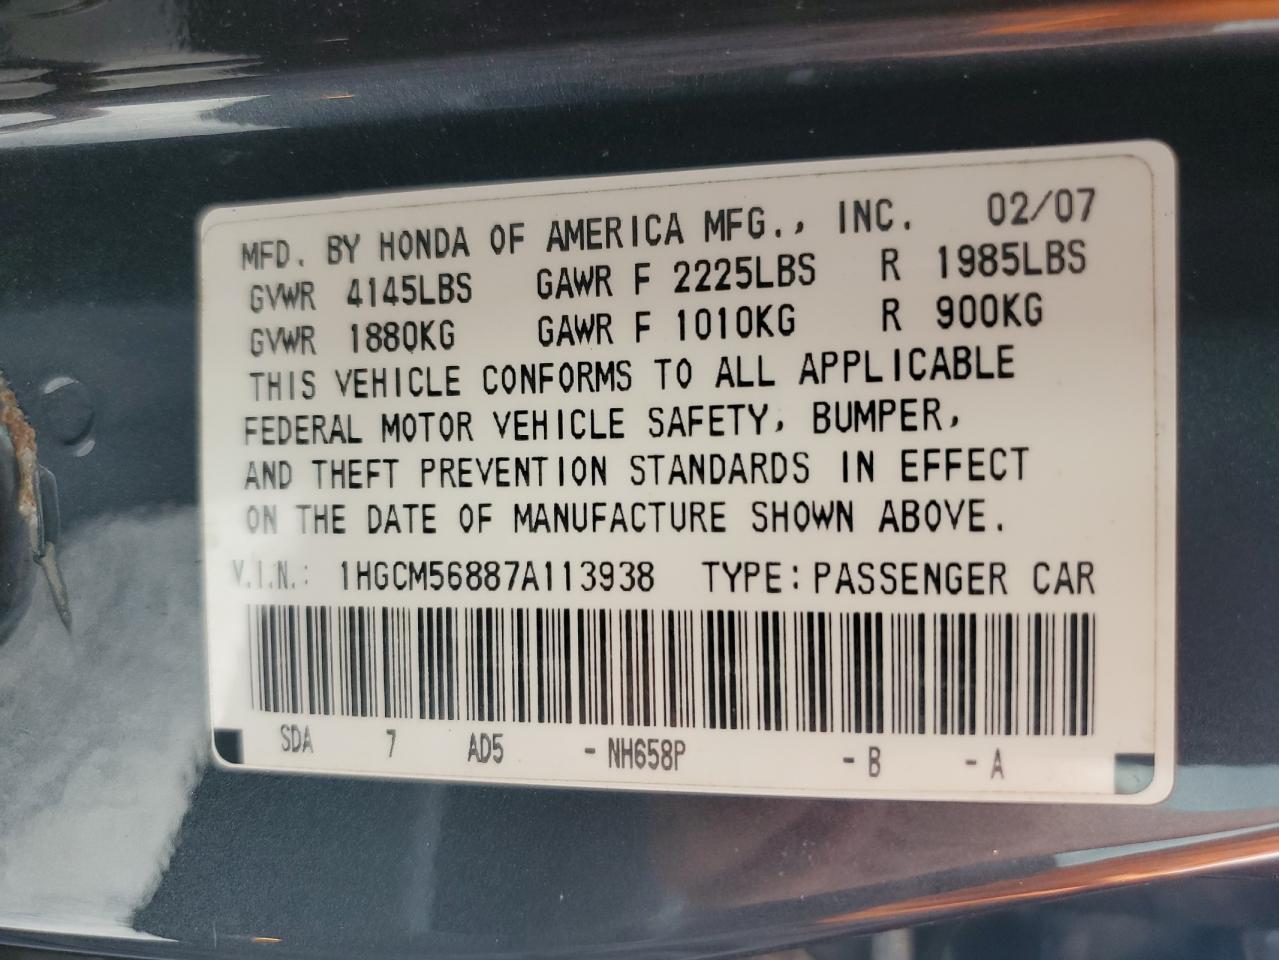 MFD. BY HONDA OF AMERICA MFG., INC. 02/07
GVWR 4145LBS GAWR F 2225LBS R 1985LBS
GVWR 1880KG GAWR F 1010KG R 900KG
THIS VEHICLE CONFORMS TO ALL APPLICABLE
FEDERAL MOTOR VEHICLE SAFETY, BUMPER,
AND THEFT PREVENTION STANDARDS IN EFFECT
ON THE DATE OF MANUFACTURE SHOWN ABOVE.
V.I.N.: 1HGCM56887A113938 TYPE: PASSENGER CAR
SDA 7 AD5 - NH658P - B - A